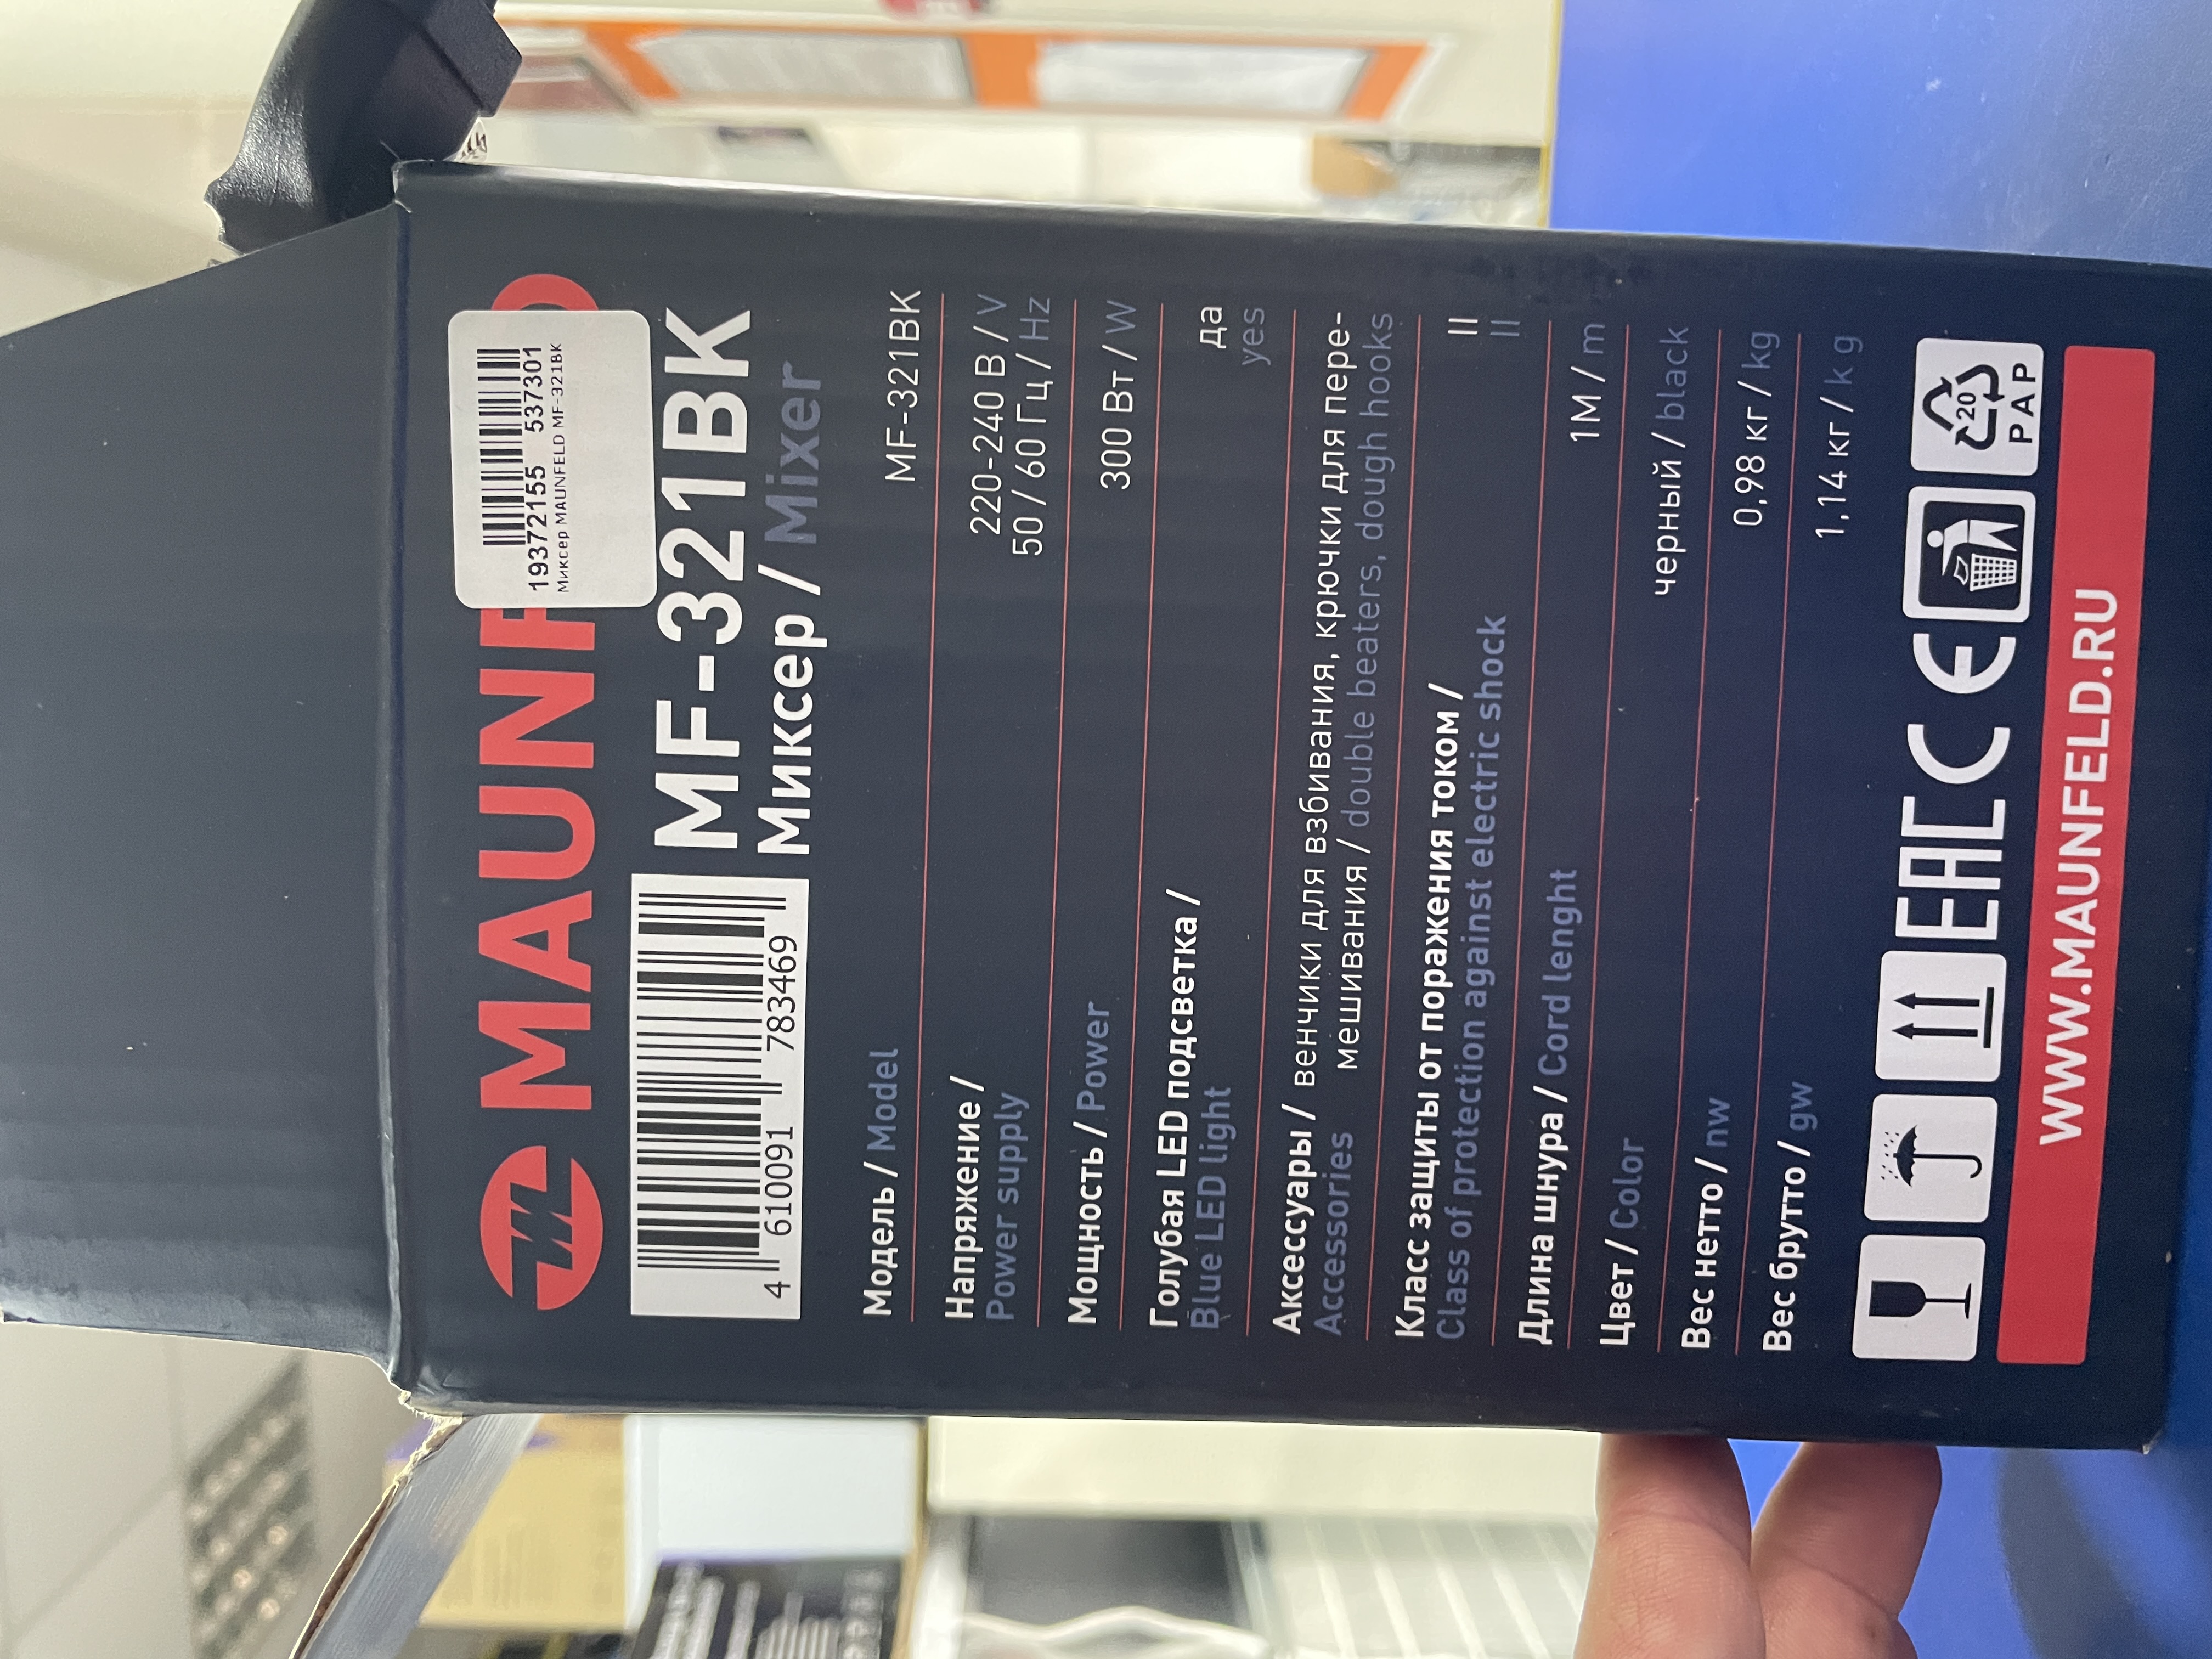 MAUNF
19372155 537301
Миксер MAUNFELD MF-321BK
4 610091 783469
MF-321BK
Миксер / Mixer
Модель / Model MF-321BK
Напряжение / 220-240 В / V
Power supply 50 / 60 Гц / Hz
Мощность / Power 300 Вт / W
Голубая LED подсветка / да
Blue LED light yes
Аксессуары / венчики для взбивания, крючки для пере-
Accessories мешивания / double beaters, dough hooks
Класс защиты от поражения током / II
Class of protection against electric shock II
Длина шнура / Cord lenght 1М / m
Цвет / Color черный / black
Вес нетто / nw 0,98 кг / kg
Вес брутто / gw 1,14 кг / kg
EAC CE 20 PAP
WWW.MAUNFELD.RU